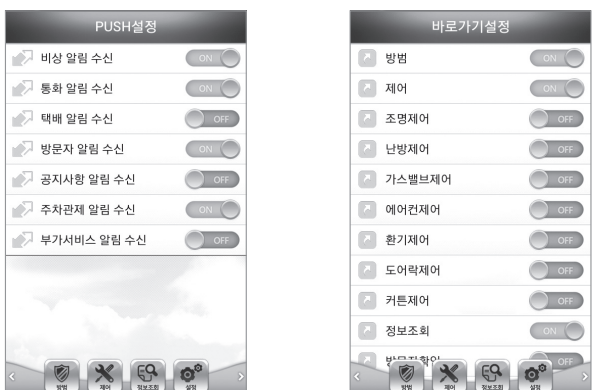 PUSH설정
비상 알림 수신 ON
통화 알림 수신 ON
택배 알림 수신 OFF
방문자 알림 수신 ON
공지사항 알림 수신 OFF
주차관제 알림 수신 ON
부가서비스 알림 수신 OFF
방범 제어 정보조회 설정
바로가기설정
방범 ON
제어 ON
조명제어 OFF
난방제어 OFF
가스밸브제어 OFF
에어컨제어 OFF
환기제어 OFF
도어락제어 OFF
커튼제어 OFF
정보조회 ON
방문자확인 OFF
방범 제어 정보조회 설정